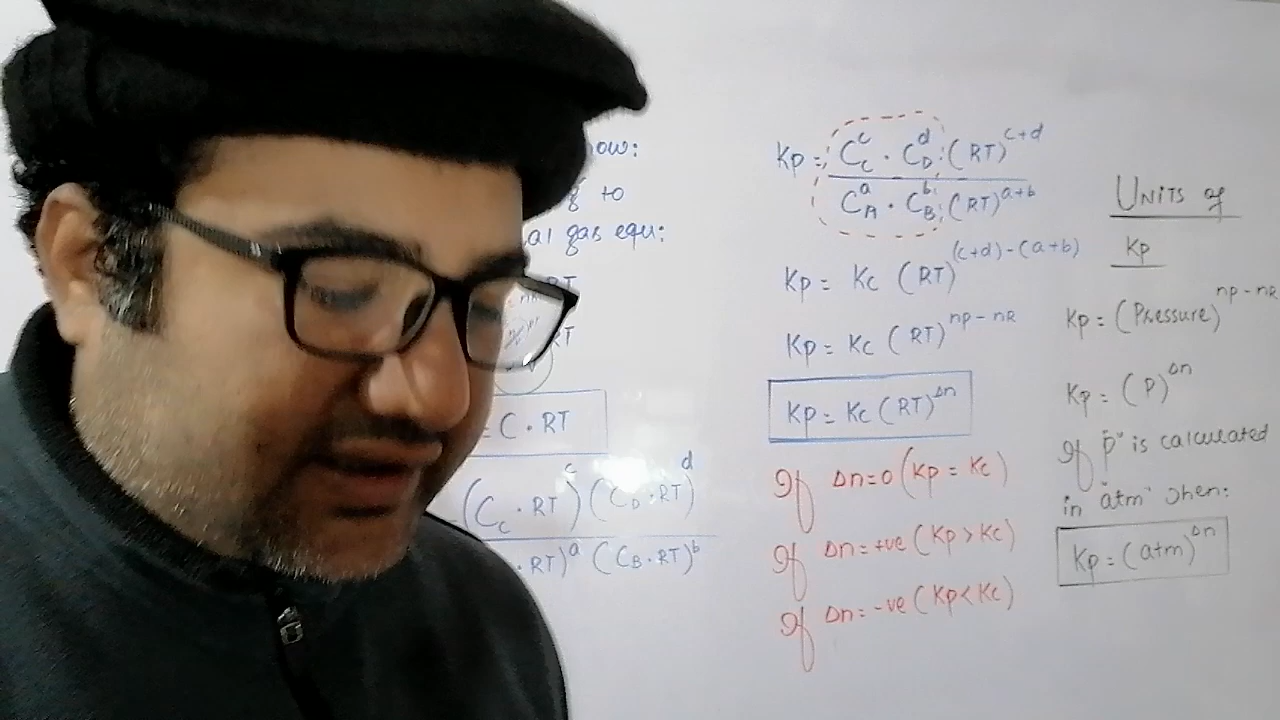 ow:
g to
al gas equ:
RT
RT
= C · RT
(C_C · RT)^c (C_D · RT)^d
· RT)^a (C_B · RT)^b
Kp = C_C^c · C_D^d · (RT)^c+d
C_A^a · C_B^b · (RT)^a+b
Kp = Kc (RT)^(c+d)-(a+b)
Kp = Kc (RT)^np-nR
Kp = Kc (RT)^Δn
If Δn=0 (Kp = Kc)
If Δn=+ve (Kp > Kc)
If Δn=-ve (Kp < Kc)
UNITS of
Kp
Kp = (Pressure)^np-nR
Kp = (P)^Δn
If "p" is calculated
in "atm" then:
Kp = (atm)^Δn